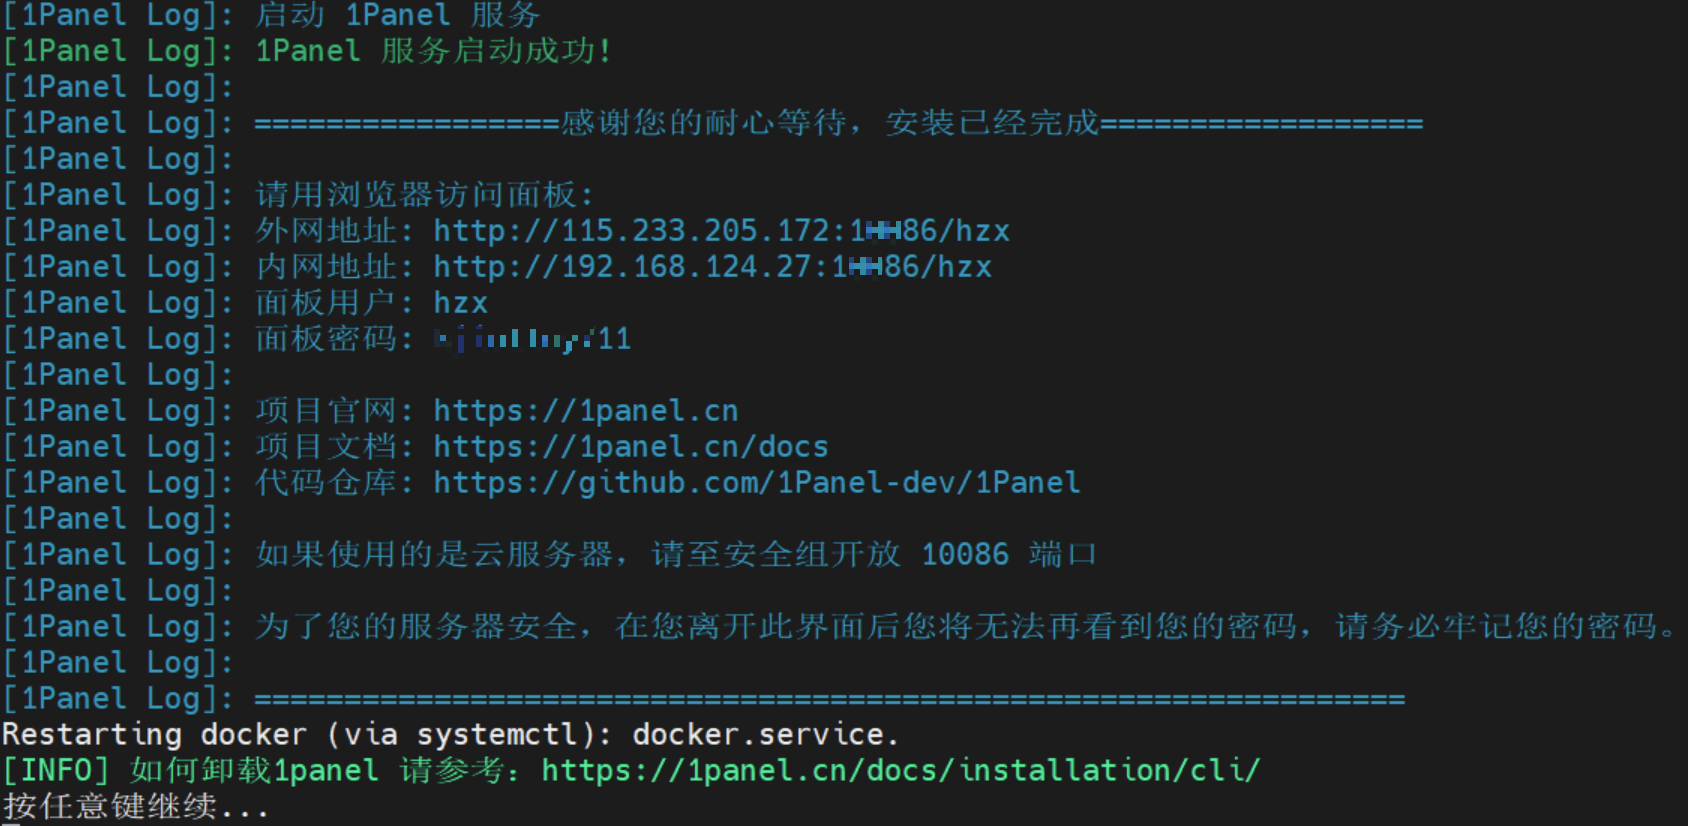 [1Panel Log]: 启动 1Panel 服务
[1Panel Log]: 1Panel 服务启动成功!
[1Panel Log]:
[1Panel Log]: =================感谢您的耐心等待，安装已经完成==================
[1Panel Log]:
[1Panel Log]: 请用浏览器访问面板:
[1Panel Log]: 外网地址: http://115.233.205.172:1 86/hzx
[1Panel Log]: 内网地址: http://192.168.124.27:1 86/hzx
[1Panel Log]: 面板用户: hzx
[1Panel Log]: 面板密码: 11
[1Panel Log]:
[1Panel Log]: 项目官网: https://1panel.cn
[1Panel Log]: 项目文档: https://1panel.cn/docs
[1Panel Log]: 代码仓库: https://github.com/1Panel-dev/1Panel
[1Panel Log]:
[1Panel Log]: 如果使用的是云服务器，请至安全组开放 10086 端口
[1Panel Log]:
[1Panel Log]: 为了您的服务器安全，在您离开此界面后您将无法再看到您的密码，请务必牢记您的密码。
[1Panel Log]:
[1Panel Log]: ================================================================
Restarting docker (via systemctl): docker.service.
[INFO] 如何卸载1panel 请参考：https://1panel.cn/docs/installation/cli/
按任意键继续...